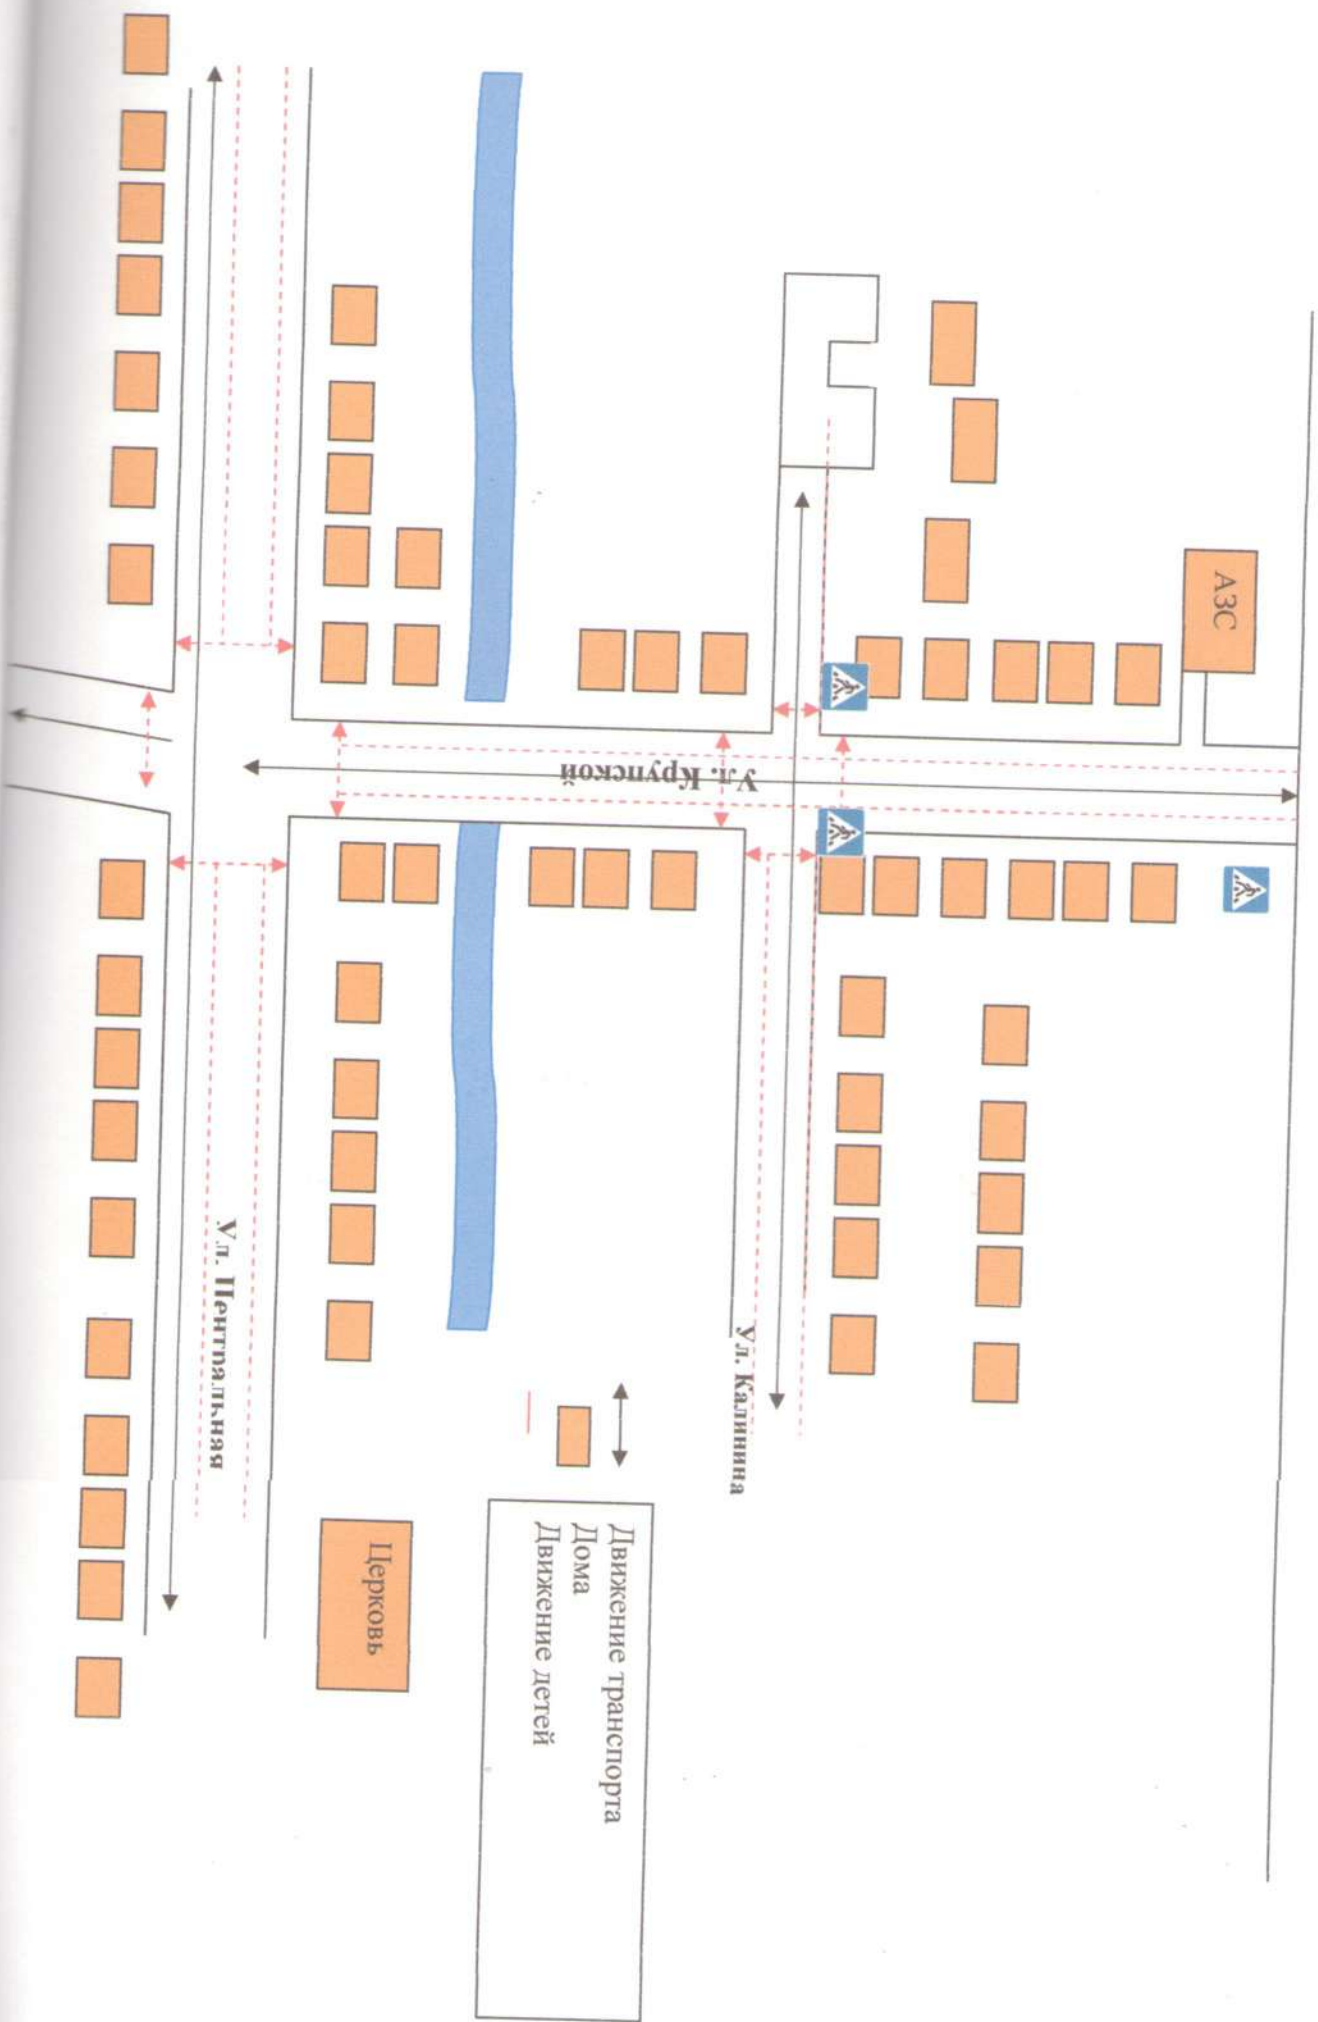 АЗС
Ул. Крупской
Ул. Калинина
Ул. Центральная
Церковь
Движение транспорта
Дома
Движение детей